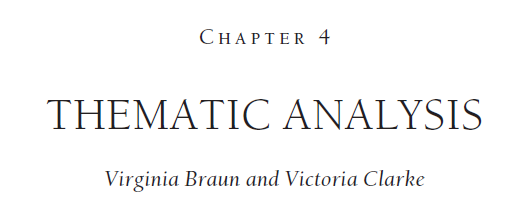 CHAPTER 4
THEMATIC ANALYSIS
Virginia Braun and Victoria Clarke